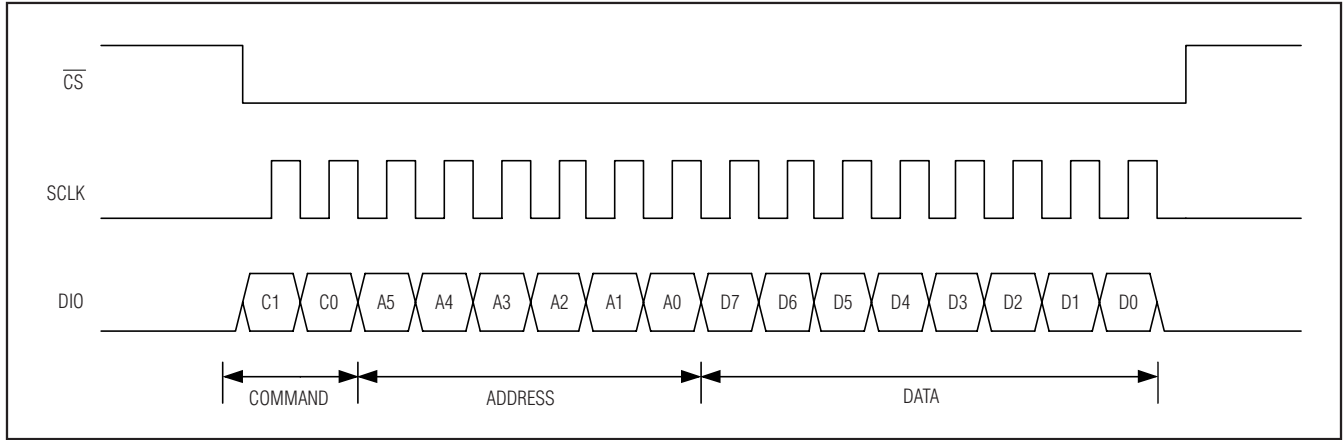 C̅S̅
SCLK
DIO
C1 C0 A5 A4 A3 A2 A1 A0 D7 D6 D5 D4 D3 D2 D1 D0
COMMAND ADDRESS DATA